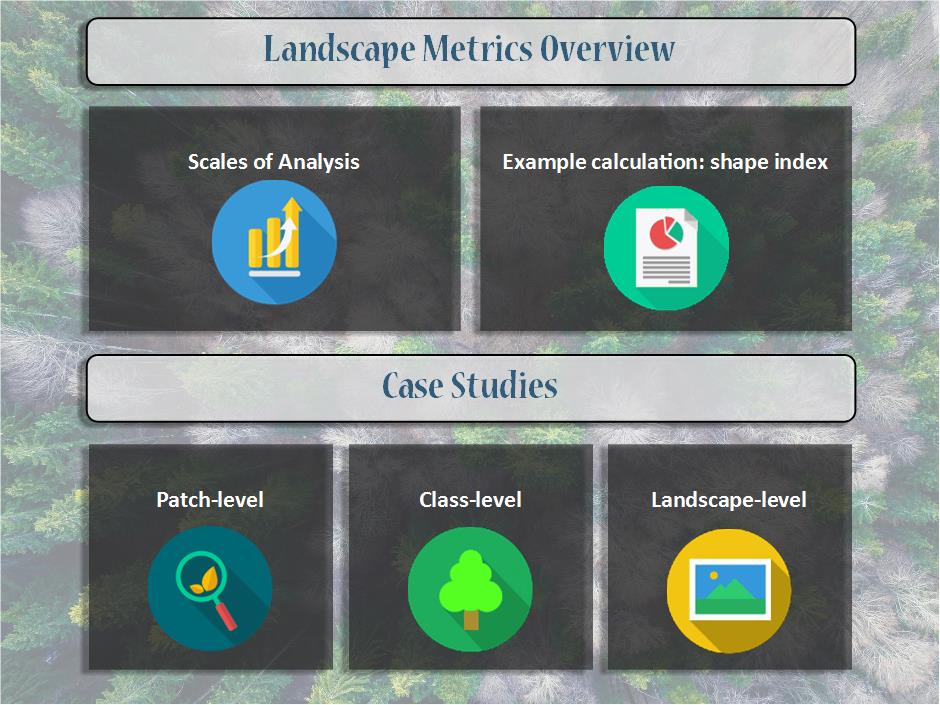 Landscape Metrics Overview
Scales of Analysis
Example calculation: shape index
Case Studies
Patch-level
Class-level
Landscape-level